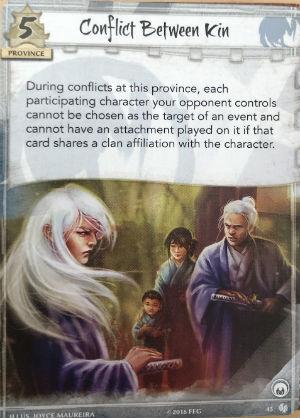 5
Conflict Between Kin
PROVINCE
During conflicts at this province, each
participating character your opponent controls
cannot be chosen as the target of an event and
cannot have an attachment played on it if that
card shares a clan affiliation with the character.
ILLUS. JOYCE MAUREIRA
© 2018 FFG
45